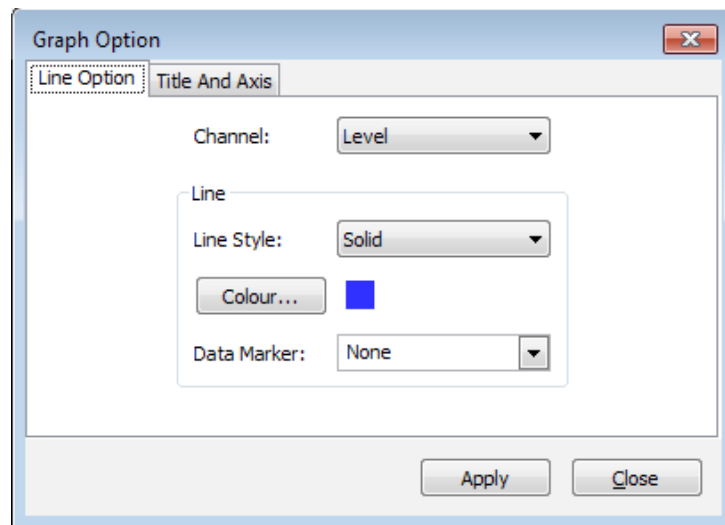 Graph Option
Line Option
Title And Axis
Channel:
Level
Line
Line Style:
Solid
Colour...
Data Marker:
None
Apply
Close